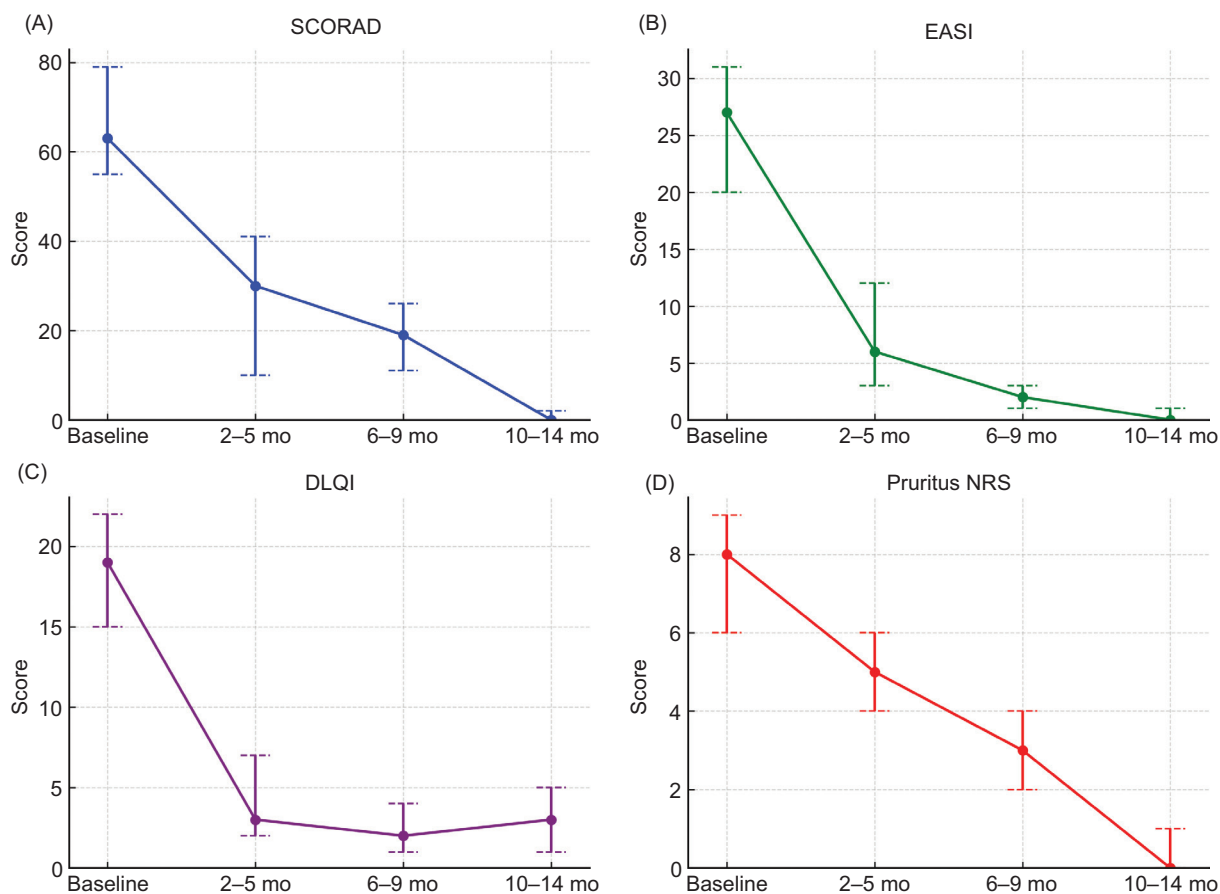 (A)
SCORAD
Score
80
60
40
20
0
Baseline
2–5 mo
6–9 mo
10–14 mo
(B)
EASI
Score
30
25
20
15
10
5
0
Baseline
2–5 mo
6–9 mo
10–14 mo
(C)
DLQI
Score
20
15
10
5
0
Baseline
2–5 mo
6–9 mo
10–14 mo
(D)
Pruritus NRS
Score
8
6
4
2
0
Baseline
2–5 mo
6–9 mo
10–14 mo